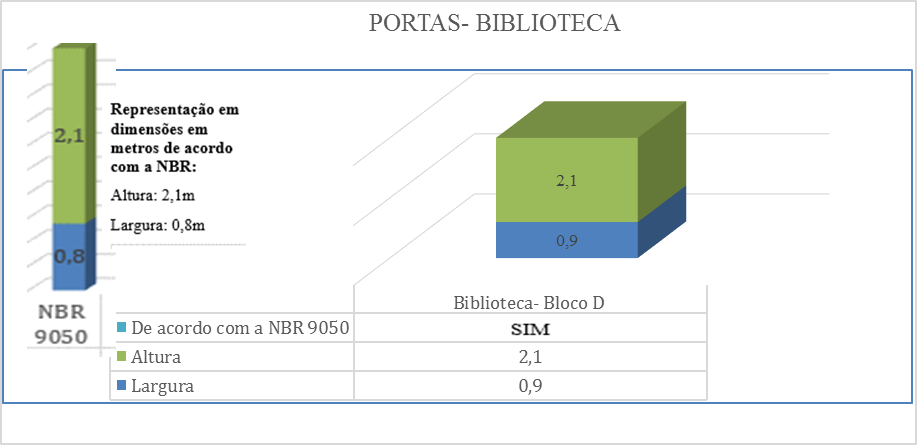 PORTAS- BIBLIOTECA
2,1
0,8
NBR
9050
Representação em
dimensões em
metros de acordo
com a NBR:
Altura: 2,1m
Largura: 0,8m
2,1
0,9
Biblioteca- Bloco D
De acordo com a NBR 9050 SIM
Altura 2,1
Largura 0,9